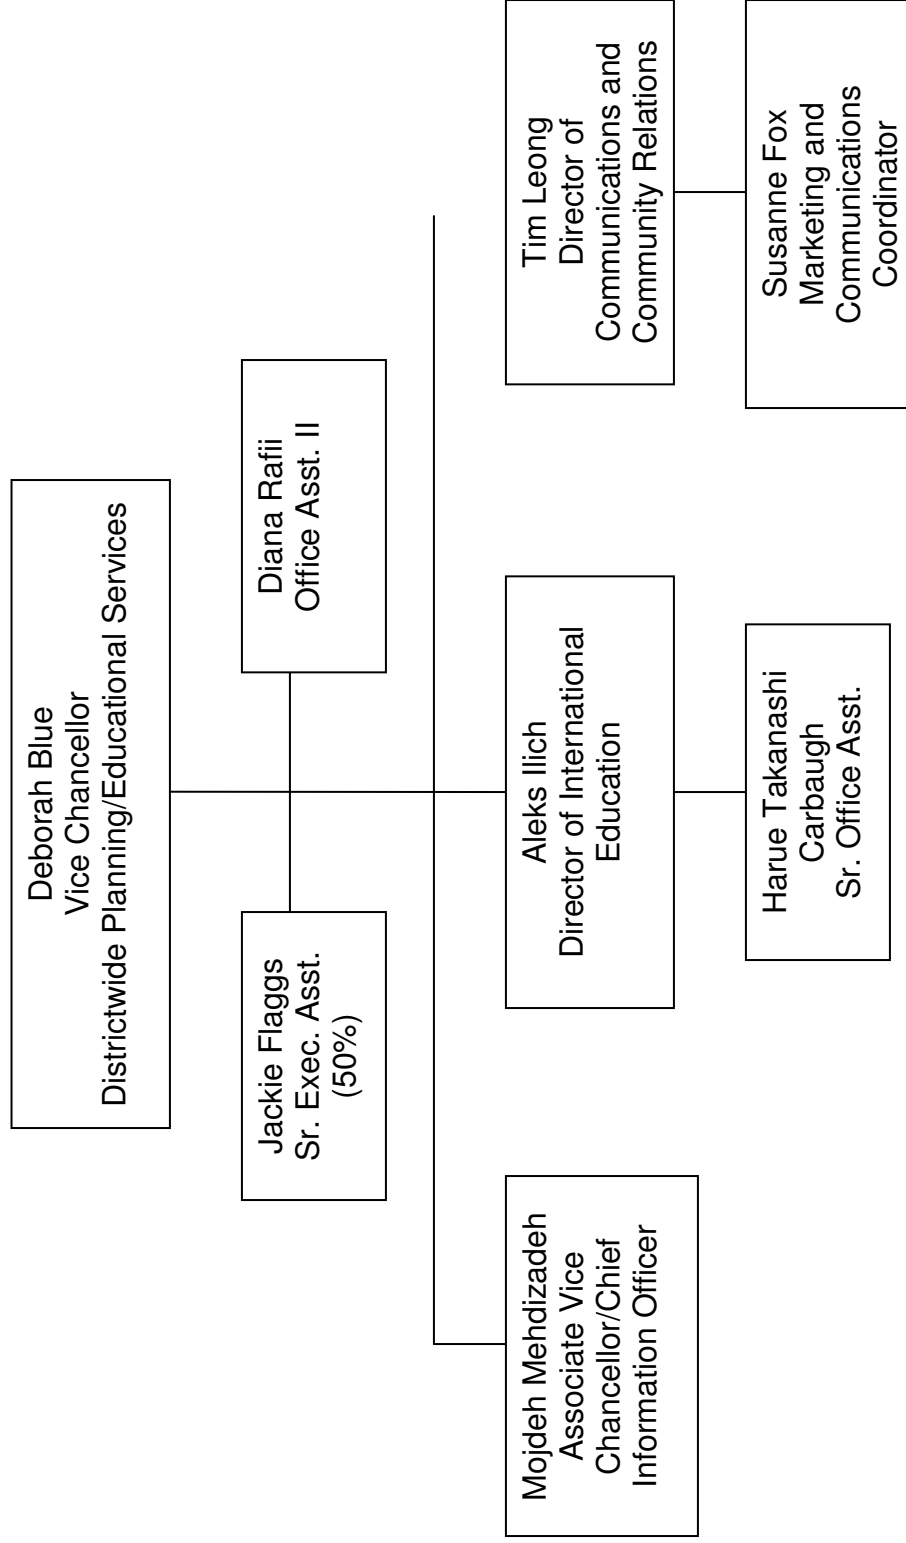 Deborah Blue
Vice Chancellor
Districtwide Planning/Educational Services
Jackie Flaggs
Sr. Exec. Asst.
(50%)
Diana Rafii
Office Asst. II
Mojdeh Mehdizadeh
Associate Vice
Chancellor/Chief
Information Officer
Aleks Ilich
Director of International
Education
Tim Leong
Director of
Communications and
Community Relations
Harue Takanashi
Carbaugh
Sr. Office Asst.
Susanne Fox
Marketing and
Communications
Coordinator